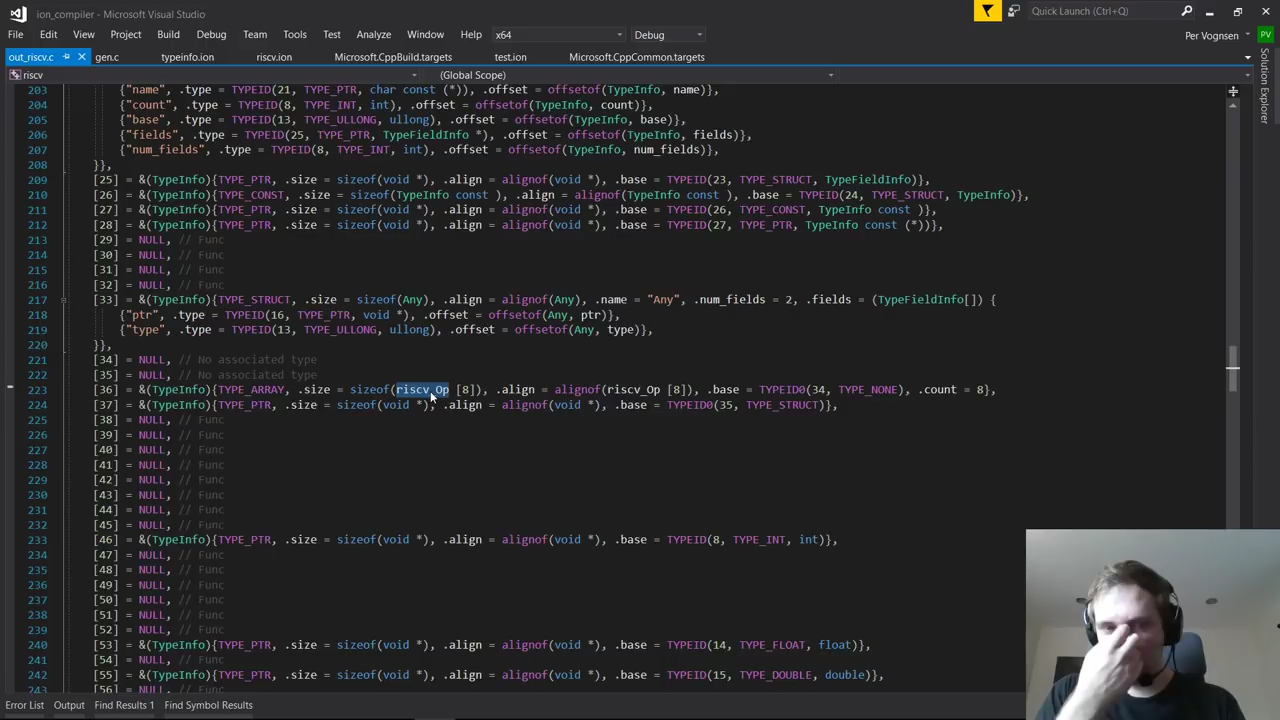 ion_compiler - Microsoft Visual Studio
Quick Launch (Ctrl+Q)
File Edit View Project Build Debug Team Tools Test Analyze Window Help x64 Debug
Per Vognsen PV
out_riscv.c gen.c typeinfo.ion riscv.ion Microsoft.CppBuild.targets test.ion Microsoft.CppCommon.targets
riscv (Global Scope)
Solution Explorer
203 {"name", .type = TYPEID(21, TYPE_PTR, char const (*)), .offset = offsetof(TypeInfo, name)},
204 {"count", .type = TYPEID(8, TYPE_INT, int), .offset = offsetof(TypeInfo, count)},
205 {"base", .type = TYPEID(13, TYPE_ULLONG, ullong), .offset = offsetof(TypeInfo, base)},
206 {"fields", .type = TYPEID(25, TYPE_PTR, TypeFieldInfo *), .offset = offsetof(TypeInfo, fields)},
207 {"num_fields", .type = TYPEID(8, TYPE_INT, int), .offset = offsetof(TypeInfo, num_fields)},
208 }},
209 [25] = &(TypeInfo){TYPE_PTR, .size = sizeof(void *), .align = alignof(void *), .base = TYPEID(23, TYPE_STRUCT, TypeFieldInfo)},
210 [26] = &(TypeInfo){TYPE_CONST, .size = sizeof(TypeInfo const ), .align = alignof(TypeInfo const ), .base = TYPEID(24, TYPE_STRUCT, TypeInfo)},
211 [27] = &(TypeInfo){TYPE_PTR, .size = sizeof(void *), .align = alignof(void *), .base = TYPEID(26, TYPE_CONST, TypeInfo const )},
212 [28] = &(TypeInfo){TYPE_PTR, .size = sizeof(void *), .align = alignof(void *), .base = TYPEID(27, TYPE_PTR, TypeInfo const (*))},
213 [29] = NULL, // Func
214 [30] = NULL, // Func
215 [31] = NULL, // Func
216 [32] = NULL, // Func
217 [33] = &(TypeInfo){TYPE_STRUCT, .size = sizeof(Any), .align = alignof(Any), .name = "Any", .num_fields = 2, .fields = (TypeFieldInfo[]) {
218 {"ptr", .type = TYPEID(16, TYPE_PTR, void *), .offset = offsetof(Any, ptr)},
219 {"type", .type = TYPEID(13, TYPE_ULLONG, ullong), .offset = offsetof(Any, type)},
220 }},
221 [34] = NULL, // No associated type
222 [35] = NULL, // No associated type
223 [36] = &(TypeInfo){TYPE_ARRAY, .size = sizeof(riscv_Op [8]), .align = alignof(riscv_Op [8]), .base = TYPEID0(34, TYPE_NONE), .count = 8},
224 [37] = &(TypeInfo){TYPE_PTR, .size = sizeof(void *), .align = alignof(void *), .base = TYPEID0(35, TYPE_STRUCT)},
225 [38] = NULL, // Func
226 [39] = NULL, // Func
227 [40] = NULL, // Func
228 [41] = NULL, // Func
229 [42] = NULL, // Func
230 [43] = NULL, // Func
231 [44] = NULL, // Func
232 [45] = NULL, // Func
233 [46] = &(TypeInfo){TYPE_PTR, .size = sizeof(void *), .align = alignof(void *), .base = TYPEID(8, TYPE_INT, int)},
234 [47] = NULL, // Func
235 [48] = NULL, // Func
236 [49] = NULL, // Func
237 [50] = NULL, // Func
238 [51] = NULL, // Func
239 [52] = NULL, // Func
240 [53] = &(TypeInfo){TYPE_PTR, .size = sizeof(void *), .align = alignof(void *), .base = TYPEID(14, TYPE_FLOAT, float)},
241 [54] = NULL, // Func
242 [55] = &(TypeInfo){TYPE_PTR, .size = sizeof(void *), .align = alignof(void *), .base = TYPEID(15, TYPE_DOUBLE, double)},
243 [56] = NULL, // Func
Error List Output Find Results 1 Find Symbol Results